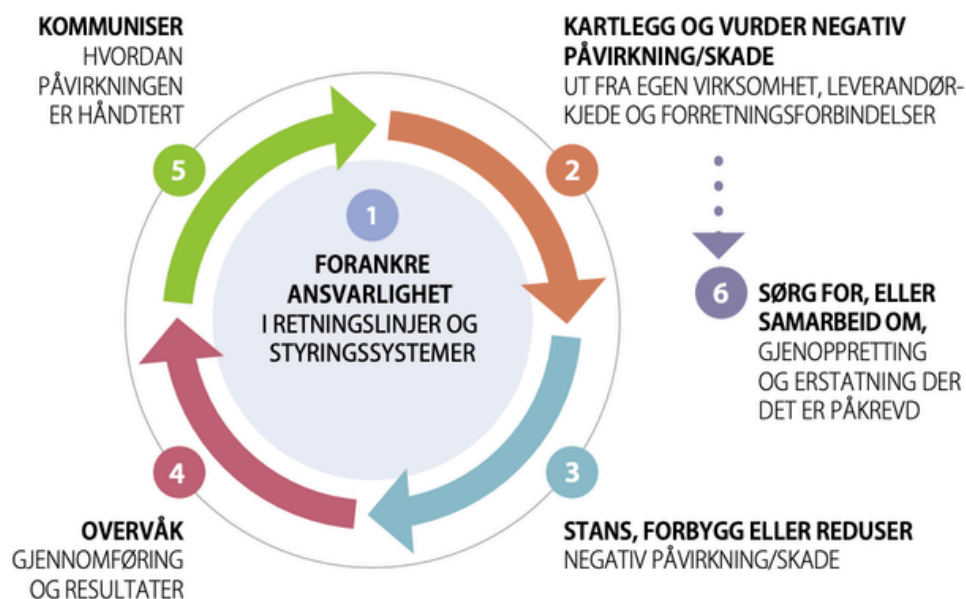 1
FORANKRE
ANSVARLIGHET
I RETNINGSLINJER OG
STYRINGSSYSTEMER
2
KARTLEGG OG VURDER NEGATIV
PÅVIRKNING/SKADE
UT FRA EGEN VIRKSOMHET, LEVERANDØR-
KJEDE OG FORRETNINGSFORBINDELSER
3
STANS, FORBYGG ELLER REDUSER
NEGATIV PÅVIRKNING/SKADE
4
OVERVÅK
GJENNOMFØRING
OG RESULTATER
5
KOMMUNISER
HVORDAN
PÅVIRKNINGEN
ER HÅNDTERT
6
SØRG FOR, ELLER
SAMARBEID OM,
GJENOPPRETTING
OG ERSTATNING DER
DET ER PÅKREVD